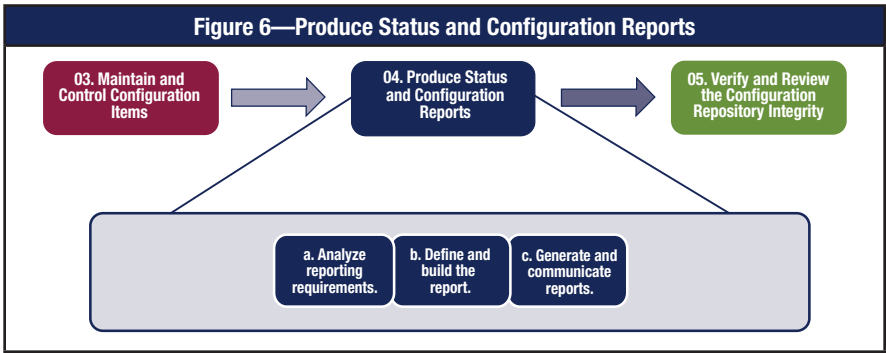 Figure 6—Produce Status and Configuration Reports
03. Maintain and
Control Configuration
Items
04. Produce Status
and Configuration
Reports
05. Verify and Review
the Configuration
Repository Integrity
a. Analyze
reporting
requirements.
b. Define and
build the
report.
c. Generate and
communicate
reports.